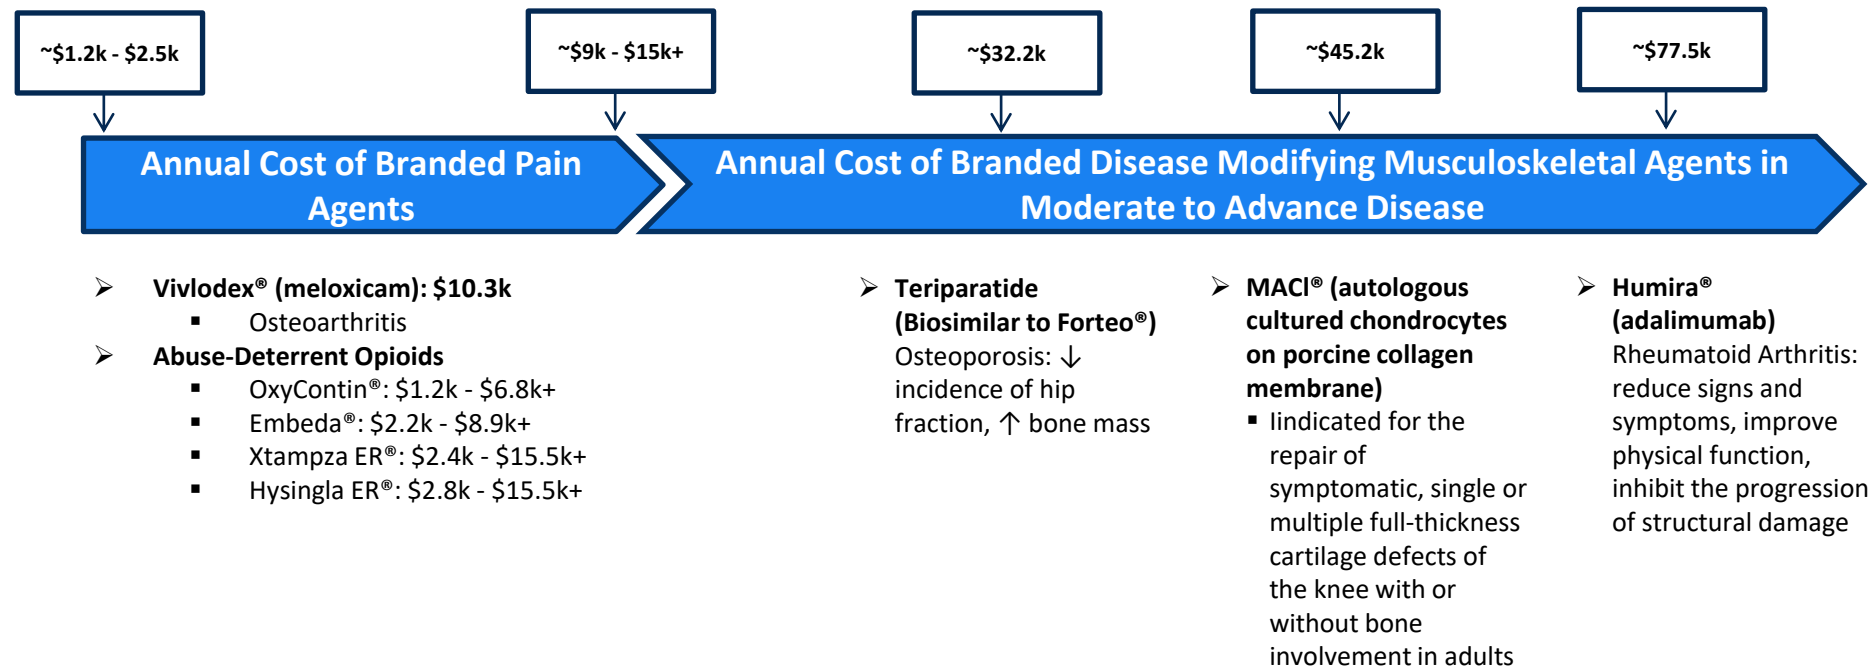 ~$1.2k - $2.5k
~$9k - $15k+
~$32.2k
~$45.2k
~$77.5k
Annual Cost of Branded Pain
Agents
Annual Cost of Branded Disease Modifying Musculoskeletal Agents in
Moderate to Advance Disease
➢ Vivlodex® (meloxicam): $10.3k
▪ Osteoarthritis
➢ Abuse-Deterrent Opioids
▪ OxyContin®: $1.2k - $6.8k+
▪ Embeda®: $2.2k - $8.9k+
▪ Xtampza ER®: $2.4k - $15.5k+
▪ Hysingla ER®: $2.8k - $15.5k+
➢ Teriparatide
(Biosimilar to Forteo®)
Osteoporosis: ↓
incidence of hip
fraction, ↑ bone mass
➢ MACl® (autologous
cultured chondrocytes
on porcine collagen
membrane)
▪ lindicated for the
repair of
symptomatic, single or
multiple full-thickness
cartilage defects of
the knee with or
without bone
involvement in adults
➢ Humira®
(adalimumab)
Rheumatoid Arthritis:
reduce signs and
symptoms, improve
physical function,
inhibit the progression
of structural damage